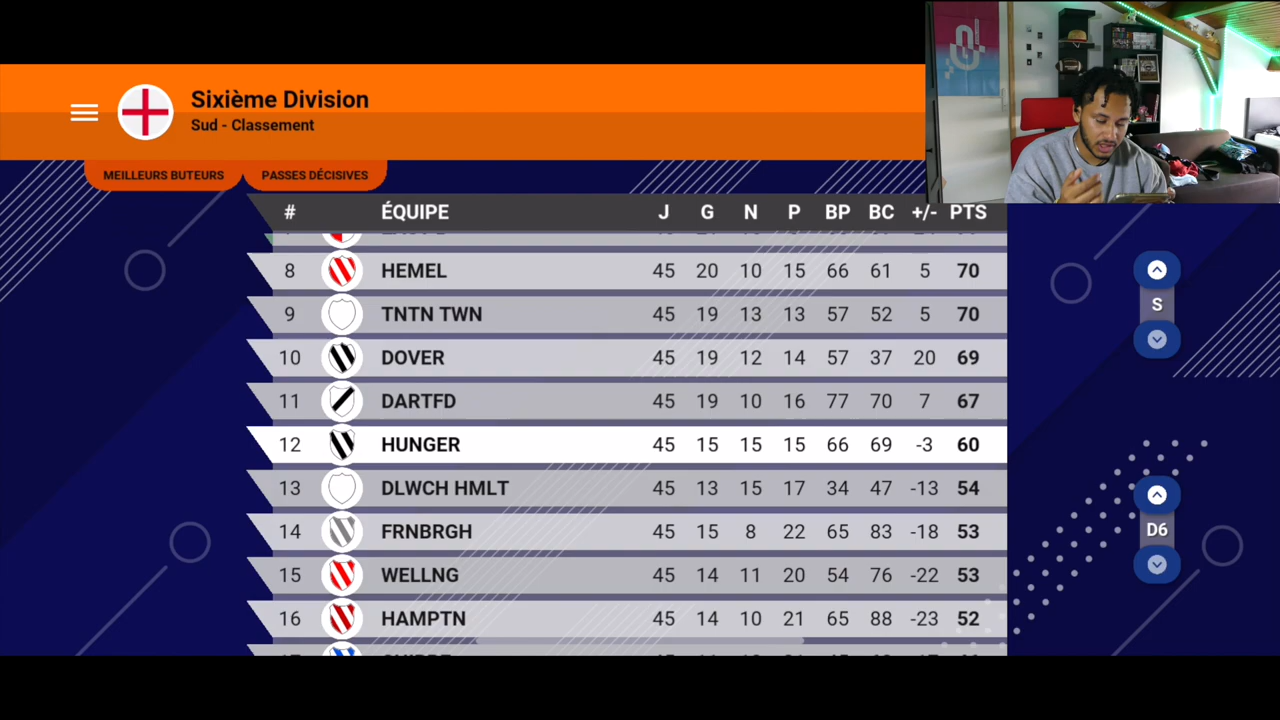 Sixième Division
Sud - Classement
MEILLEURS BUTEURS PASSES DÉCISIVES
# ÉQUIPE J G N P BP BC +/- PTS
8 HEMEL 45 20 10 15 66 61 5 70
9 TNTN TWN 45 19 13 13 57 52 5 70
10 DOVER 45 19 12 14 57 37 20 69
11 DARTFD 45 19 10 16 77 70 7 67
12 HUNGER 45 15 15 15 66 69 -3 60
13 DLWCH HMLT 45 13 15 17 34 47 -13 54
14 FRNBRGH 45 15 8 22 65 83 -18 53
15 WELLNG 45 14 11 20 54 76 -22 53
16 HAMPTN 45 14 10 21 65 88 -23 52
S
D6